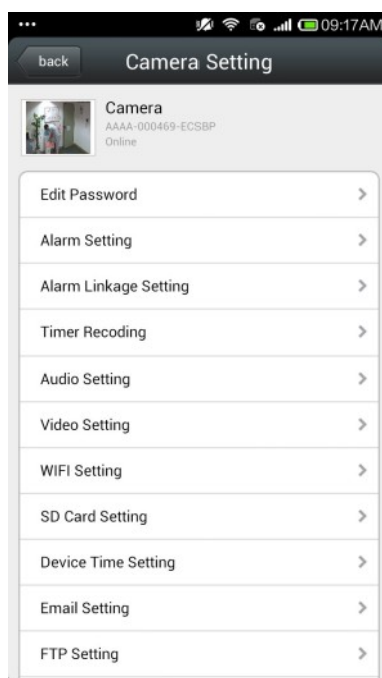 09:17AM
back
Camera Setting
Camera
AAAA-000469-ECSBP
Online
Edit Password
Alarm Setting
Alarm Linkage Setting
Timer Recoding
Audio Setting
Video Setting
WIFI Setting
SD Card Setting
Device Time Setting
Email Setting
FTP Setting